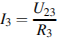 I₃ = U₂₃ / R₃